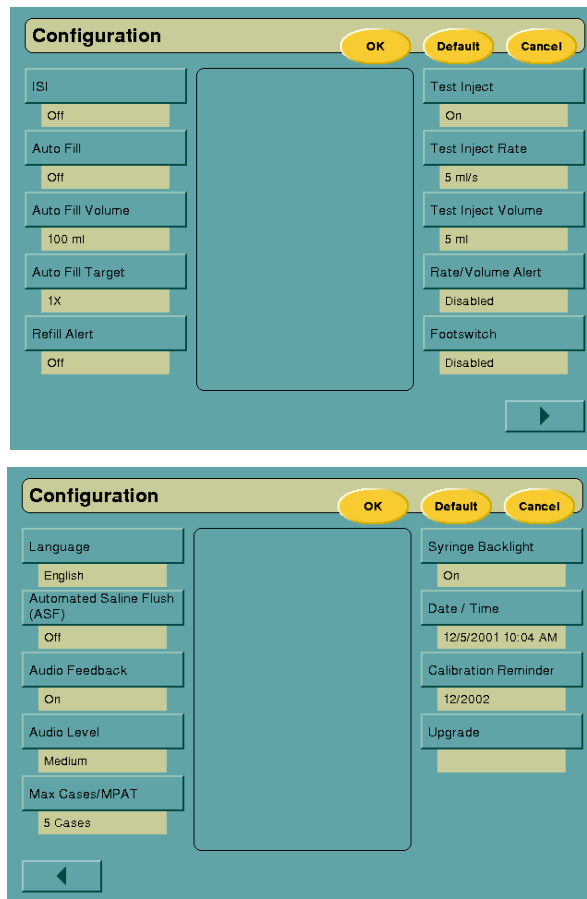 Configuration
OK
Default
Cancel
ISI
Off
Auto Fill
Off
Auto Fill Volume
100 ml
Auto Fill Target
1X
Refill Alert
Off
Test Inject
On
Test Inject Rate
5 ml/s
Test Inject Volume
5 ml
Rate/Volume Alert
Disabled
Footswitch
Disabled
Configuration
OK
Default
Cancel
Language
English
Automated Saline Flush
(ASF)
Off
Audio Feedback
On
Audio Level
Medium
Max Cases/MPAT
5 Cases
Syringe Backlight
On
Date / Time
12/5/2001 10:04 AM
Calibration Reminder
12/2002
Upgrade